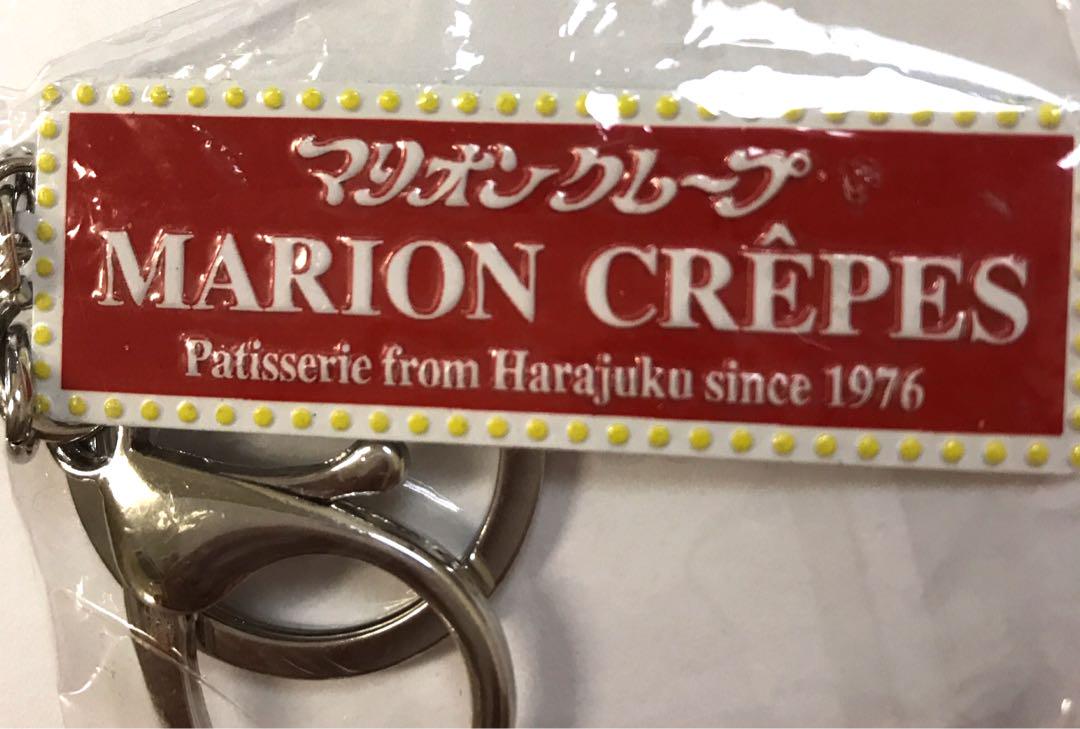 マリオンクレープ
MARION CRÊPES
Patisserie from Harajuku since 1976